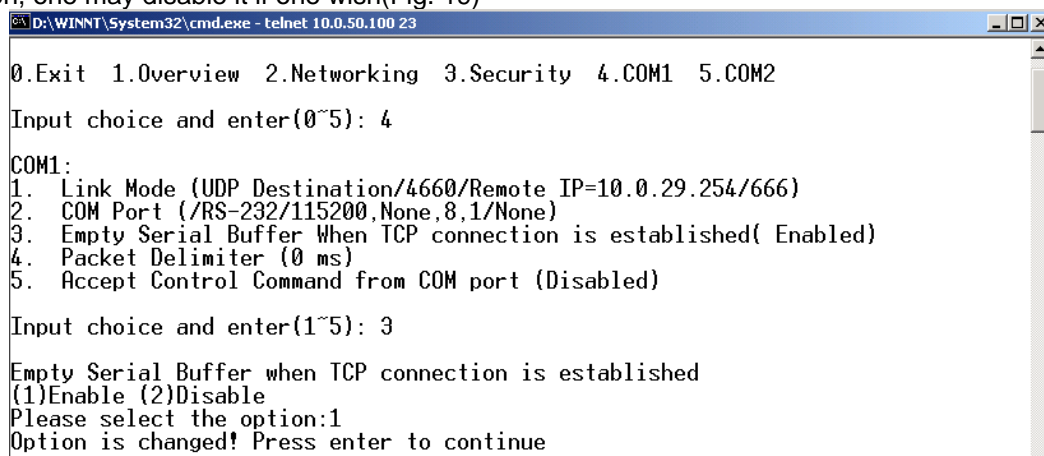 one may disable it if one wish(Fig.
D:\WINNT\System32\cmd.exe - telnet 10.0.50.100 23
0.Exit 1.Overview 2.Networking 3.Security 4.COM1 5.COM2
Input choice and enter(0~5): 4
COM1:
1. Link Mode (UDP Destination/4660/Remote IP=10.0.29.254/666)
2. COM Port (/RS-232/115200,None,8,1/None)
3. Empty Serial Buffer When TCP connection is established( Enabled)
4. Packet Delimiter (0 ms)
5. Accept Control Command from COM port (Disabled)
Input choice and enter(1~5): 3
Empty Serial Buffer when TCP connection is established
(1)Enable (2)Disable
Please select the option:1
Option is changed! Press enter to continue